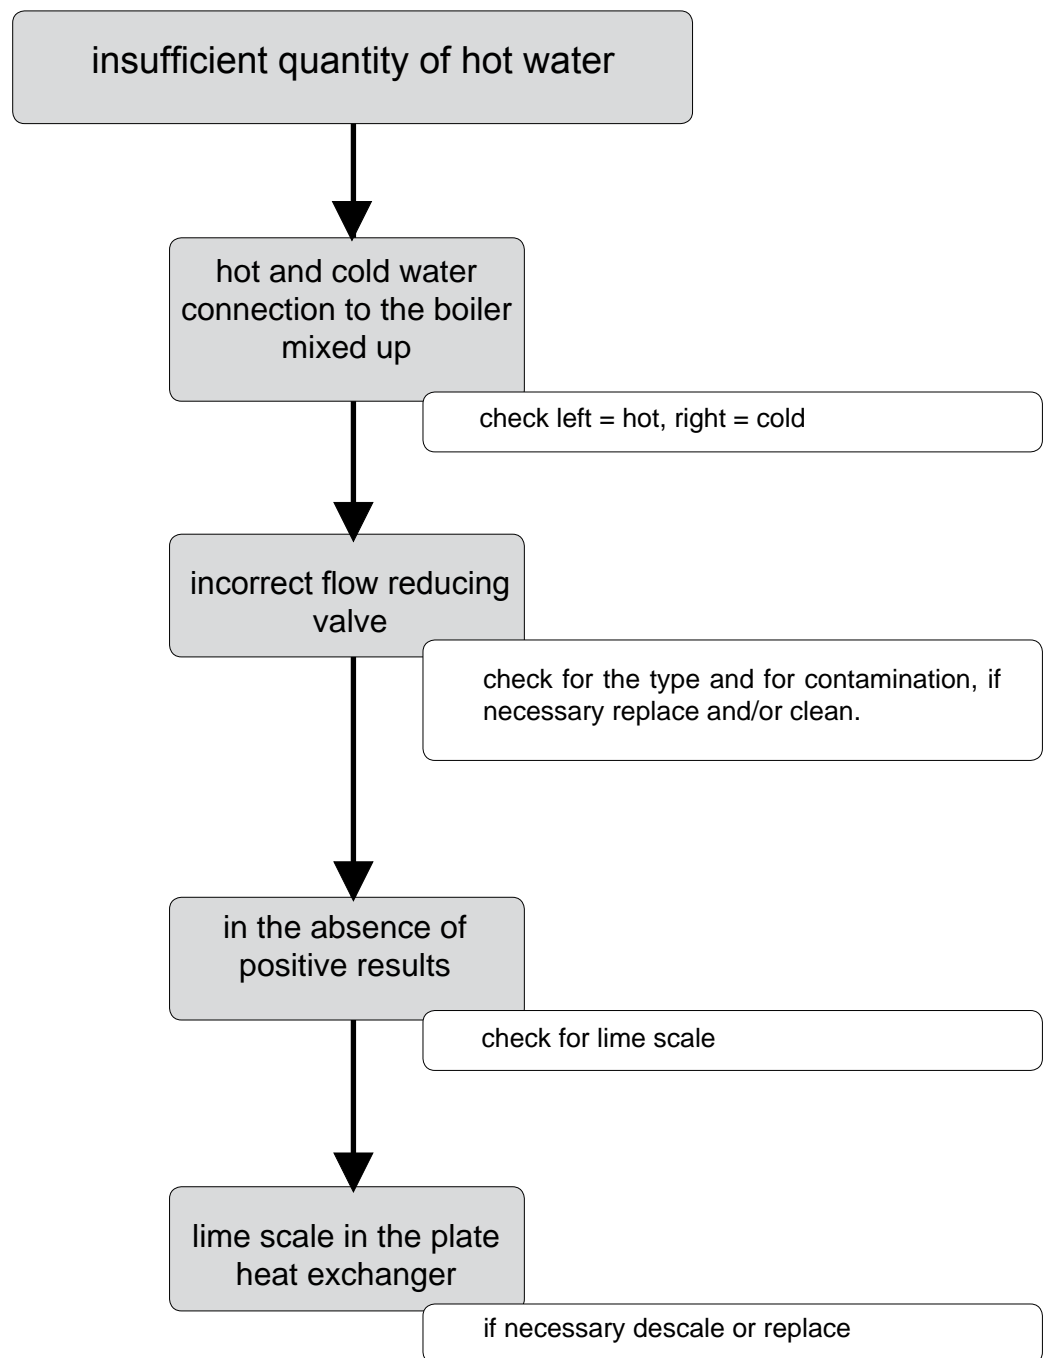 insufficient quantity of hot water
hot and cold water
connection to the boiler
mixed up
check left = hot, right = cold
incorrect flow reducing
valve
check for the type and for contamination, if
necessary replace and/or clean.
in the absence of
positive results
check for lime scale
lime scale in the plate
heat exchanger
if necessary descale or replace